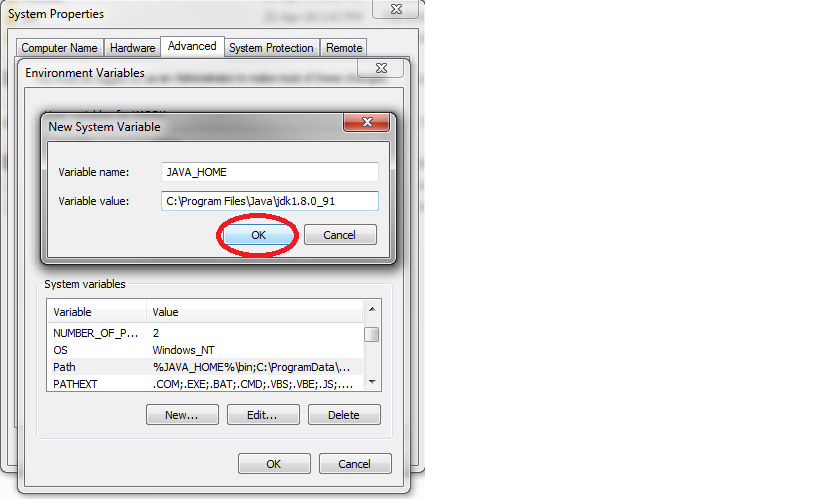 System Properties
Computer Name Hardware Advanced System Protection Remote
Environment Variables
New System Variable
Variable name: JAVA_HOME
Variable value: C:\Program Files\Java\jdk1.8.0_91
OK Cancel
System variables
Variable Value
NUMBER_OF_P... 2
OS Windows_NT
Path %JAVA_HOME%\bin;C:\ProgramData\...
PATHEXT .COM;.EXE;.BAT;.CMD;.VBS;.VBE;.JS;....
New... Edit... Delete
OK Cancel